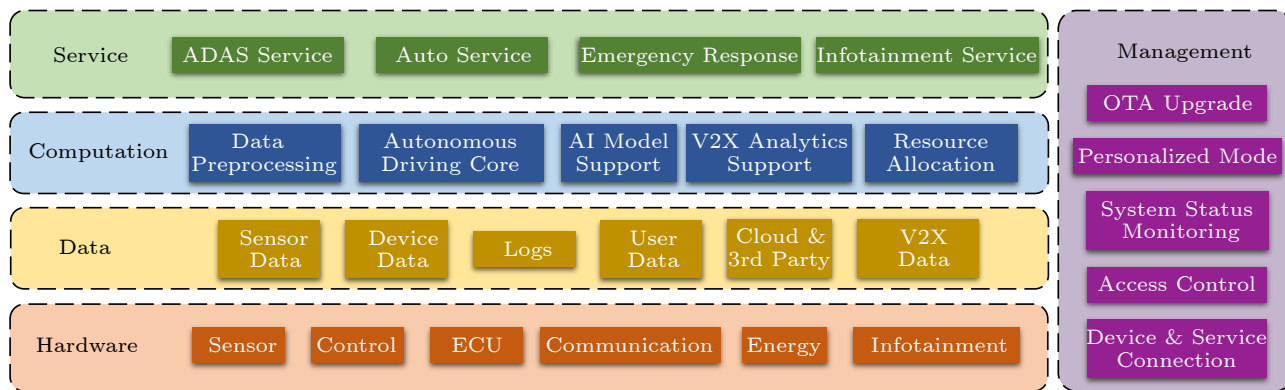 Service
ADAS Service
Auto Service
Emergency Response
Infotainment Service
Computation
Data
Preprocessing
Autonomous
Driving Core
AI Model
Support
V2X Analytics
Support
Resource
Allocation
Data
Sensor
Data
Device
Data
Logs
User
Data
Cloud &
3rd Party
V2X
Data
Hardware
Sensor
Control
ECU
Communication
Energy
Infotainment
Management
OTA Upgrade
Personalized Mode
System Status
Monitoring
Access Control
Device & Service
Connection